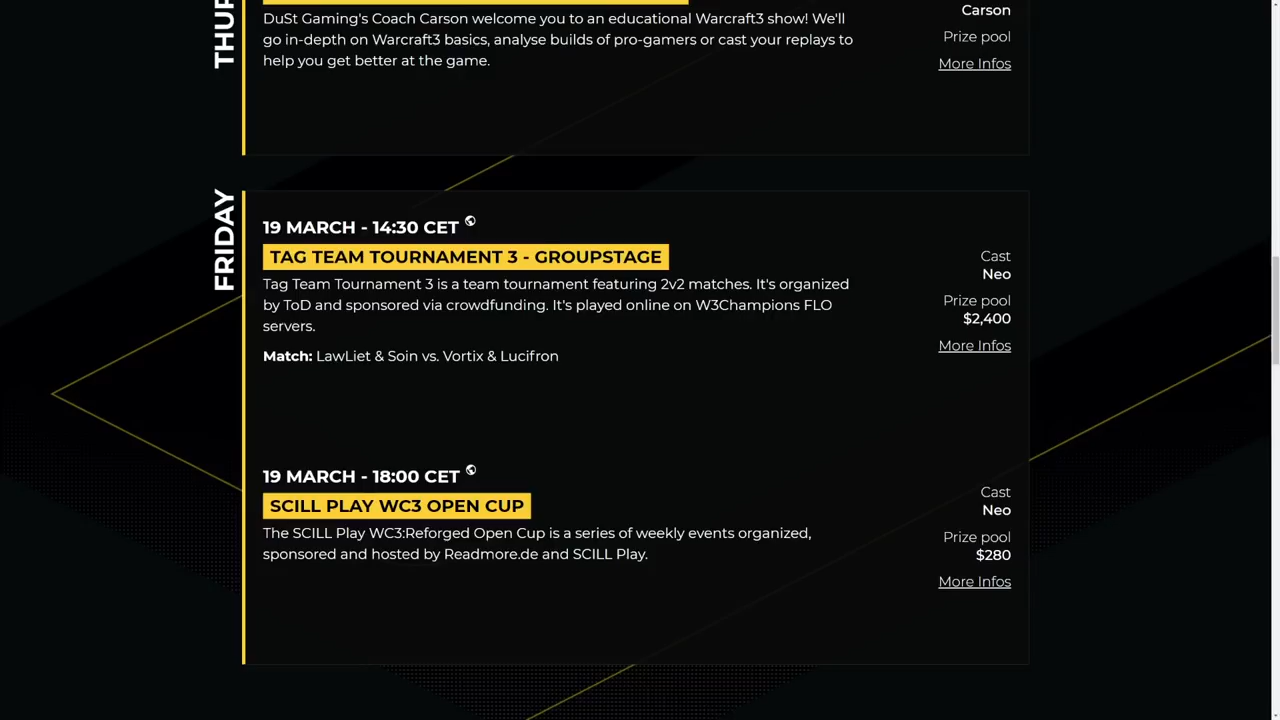 THUR
DuSt Gaming's Coach Carson welcome you to an educational Warcraft3 show! We'll
go in-depth on Warcraft3 basics, analyse builds of pro-gamers or cast your replays to
help you get better at the game.
Carson
Prize pool
More Infos
FRIDAY
19 MARCH - 14:30 CET
TAG TEAM TOURNAMENT 3 - GROUPSTAGE
Tag Team Tournament 3 is a team tournament featuring 2v2 matches. It's organized
by ToD and sponsored via crowdfunding. It's played online on W3Champions FLO
servers.
Match: LawLiet & Soin vs. Vortix & Lucifron
Cast
Neo
Prize pool
$2,400
More Infos
19 MARCH - 18:00 CET
SCILL PLAY WC3 OPEN CUP
The SCILL Play WC3:Reforged Open Cup is a series of weekly events organized,
sponsored and hosted by Readmore.de and SCILL Play.
Cast
Neo
Prize pool
$280
More Infos